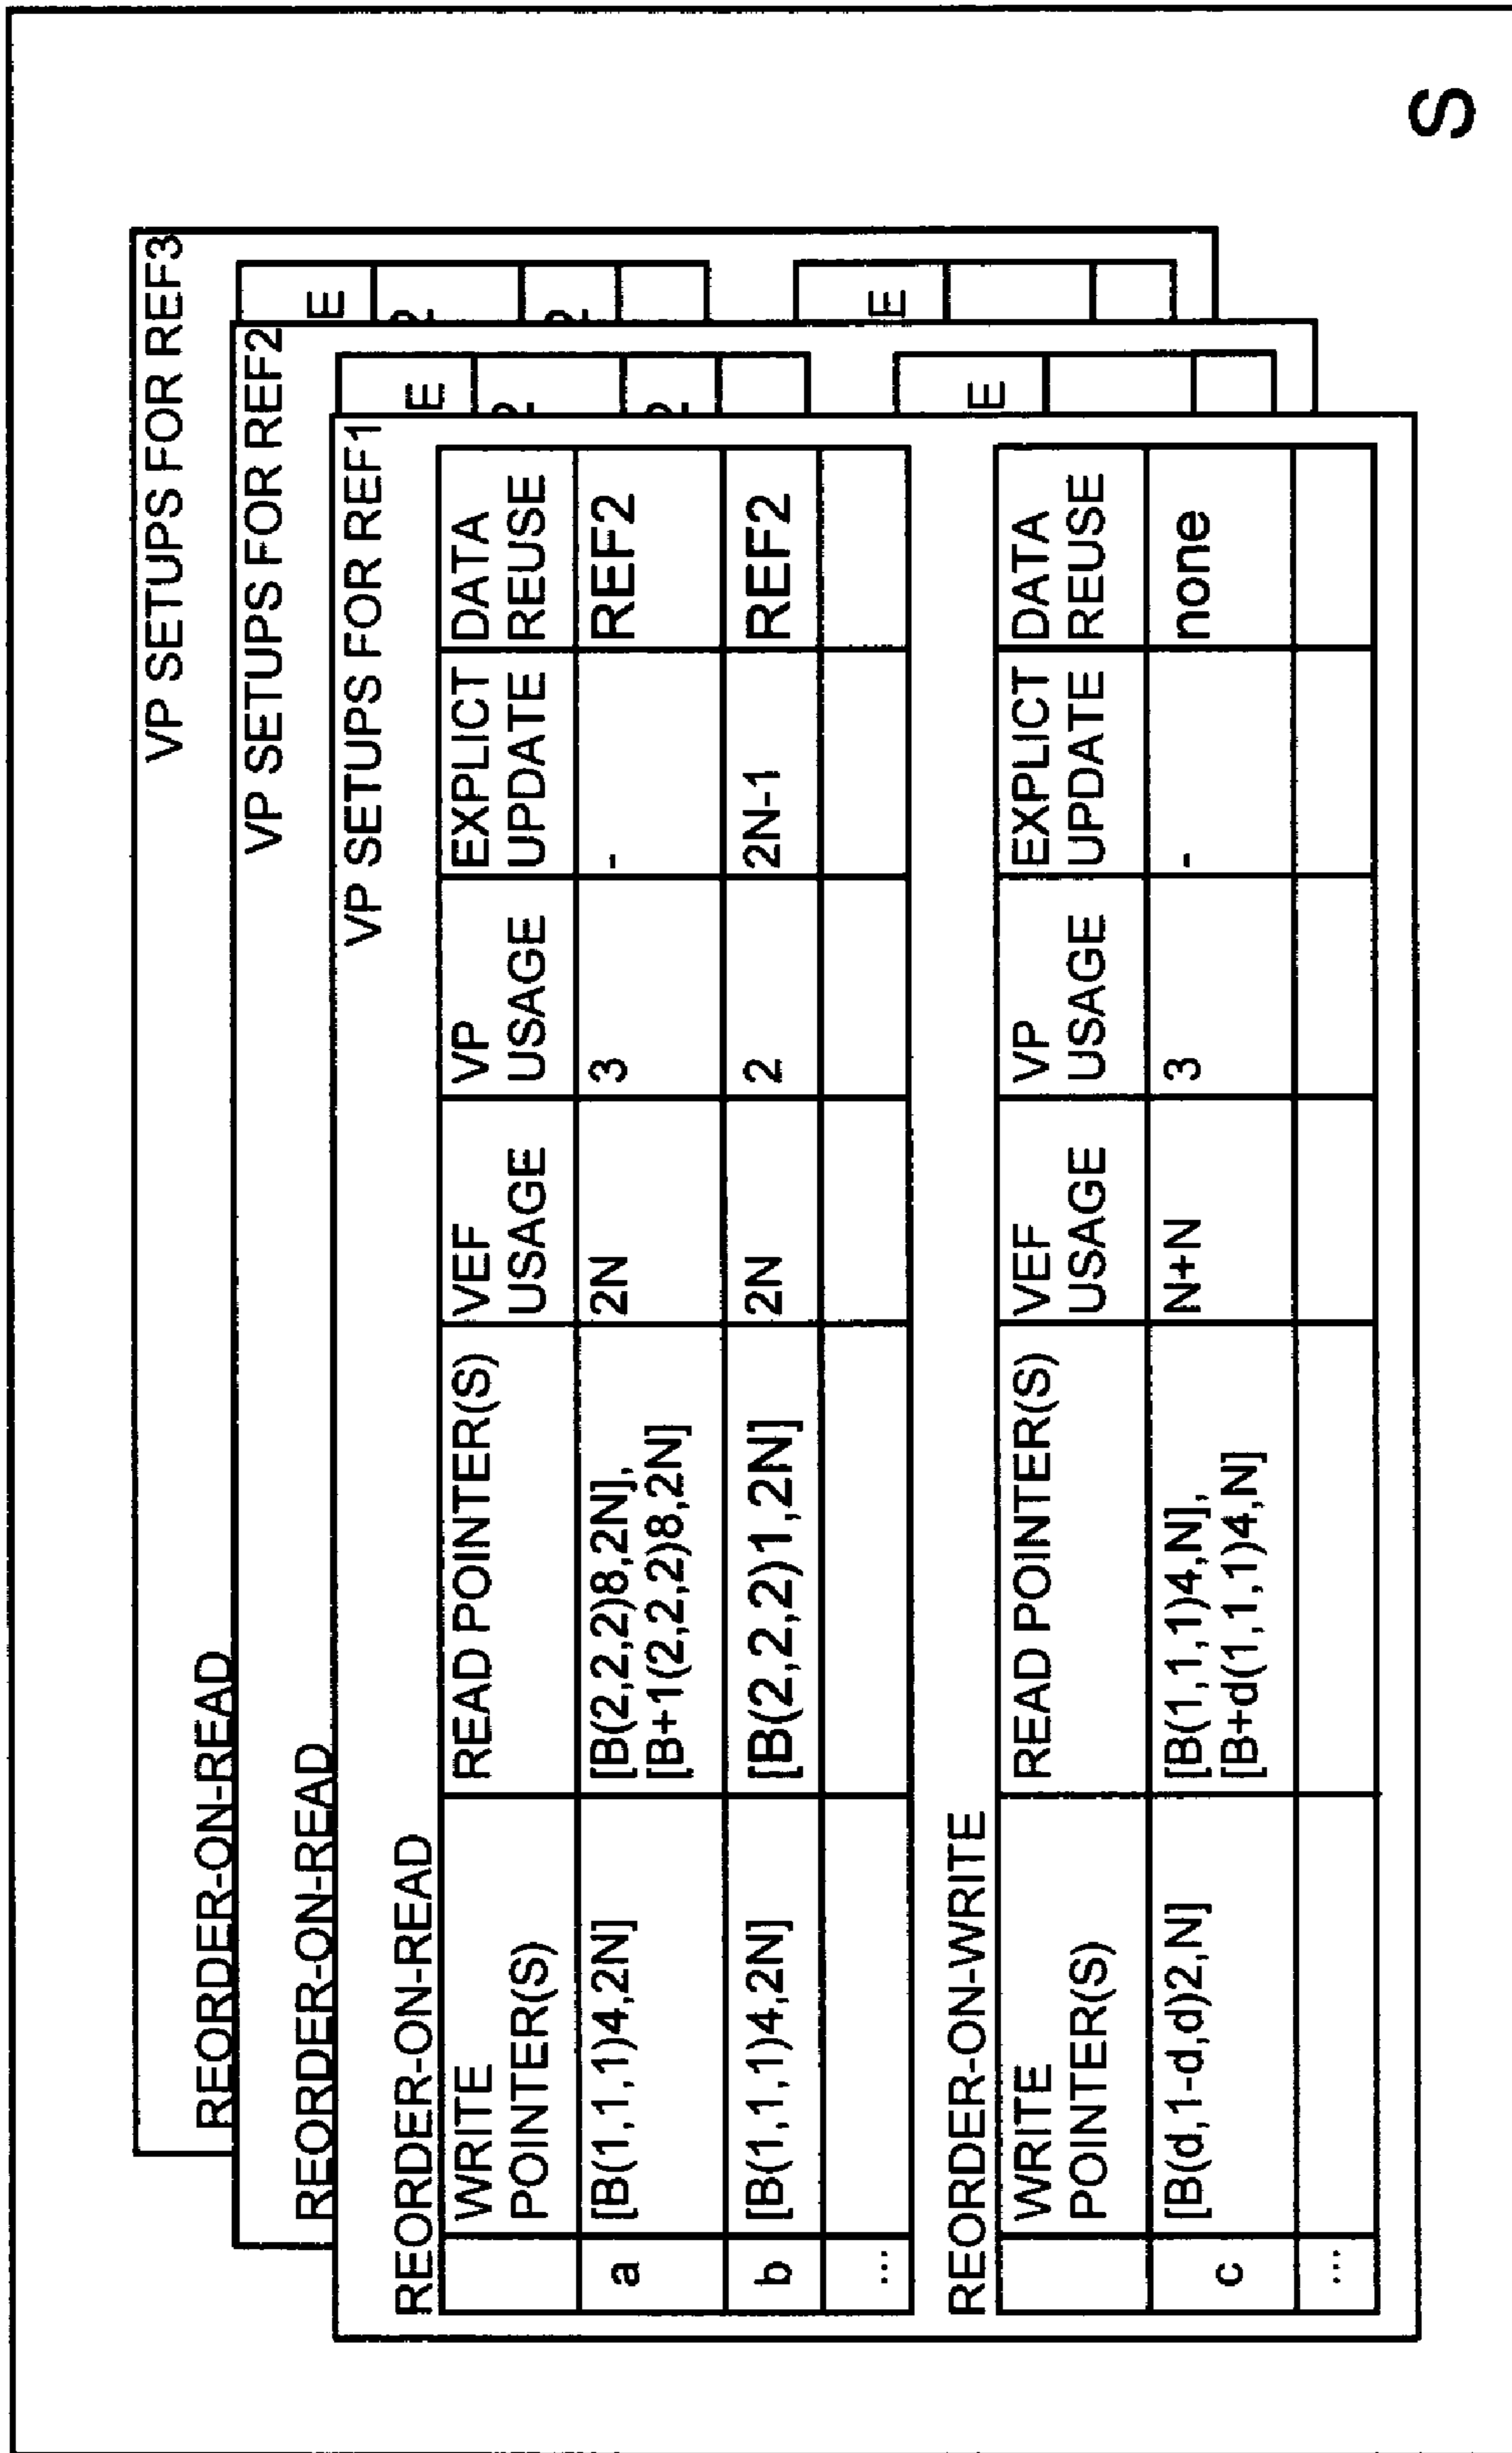 VP SETUPS FOR REF3
REORDER-ON-READ
E
E
VP SETUPS FOR REF2
REORDER-ON-READ
E
E
VP SETUPS FOR REF1
REORDER-ON-READ
WRITE POINTER(S) READ POINTER(S) VEF USAGE VP USAGE EXPLICT UPDATE DATA REUSE
a [B(1,1,1)4,2N] [B(2,2,2)8,2N], 2N 3 - REF2
[B+1(2,2,2)8,2N]
b [B(1,1,1)4,2N] [B(2,2,2)1,2N] 2N 2 2N-1 REF2
...
REORDER-ON-WRITE
WRITE POINTER(S) READ POINTER(S) VEF USAGE VP USAGE EXPLICT UPDATE DATA REUSE
c [B(d,1-d,d)2,N] [B(1,1,1)4,N], N+N 3 - none
[B+d(1,1,1)4,N]
...
S